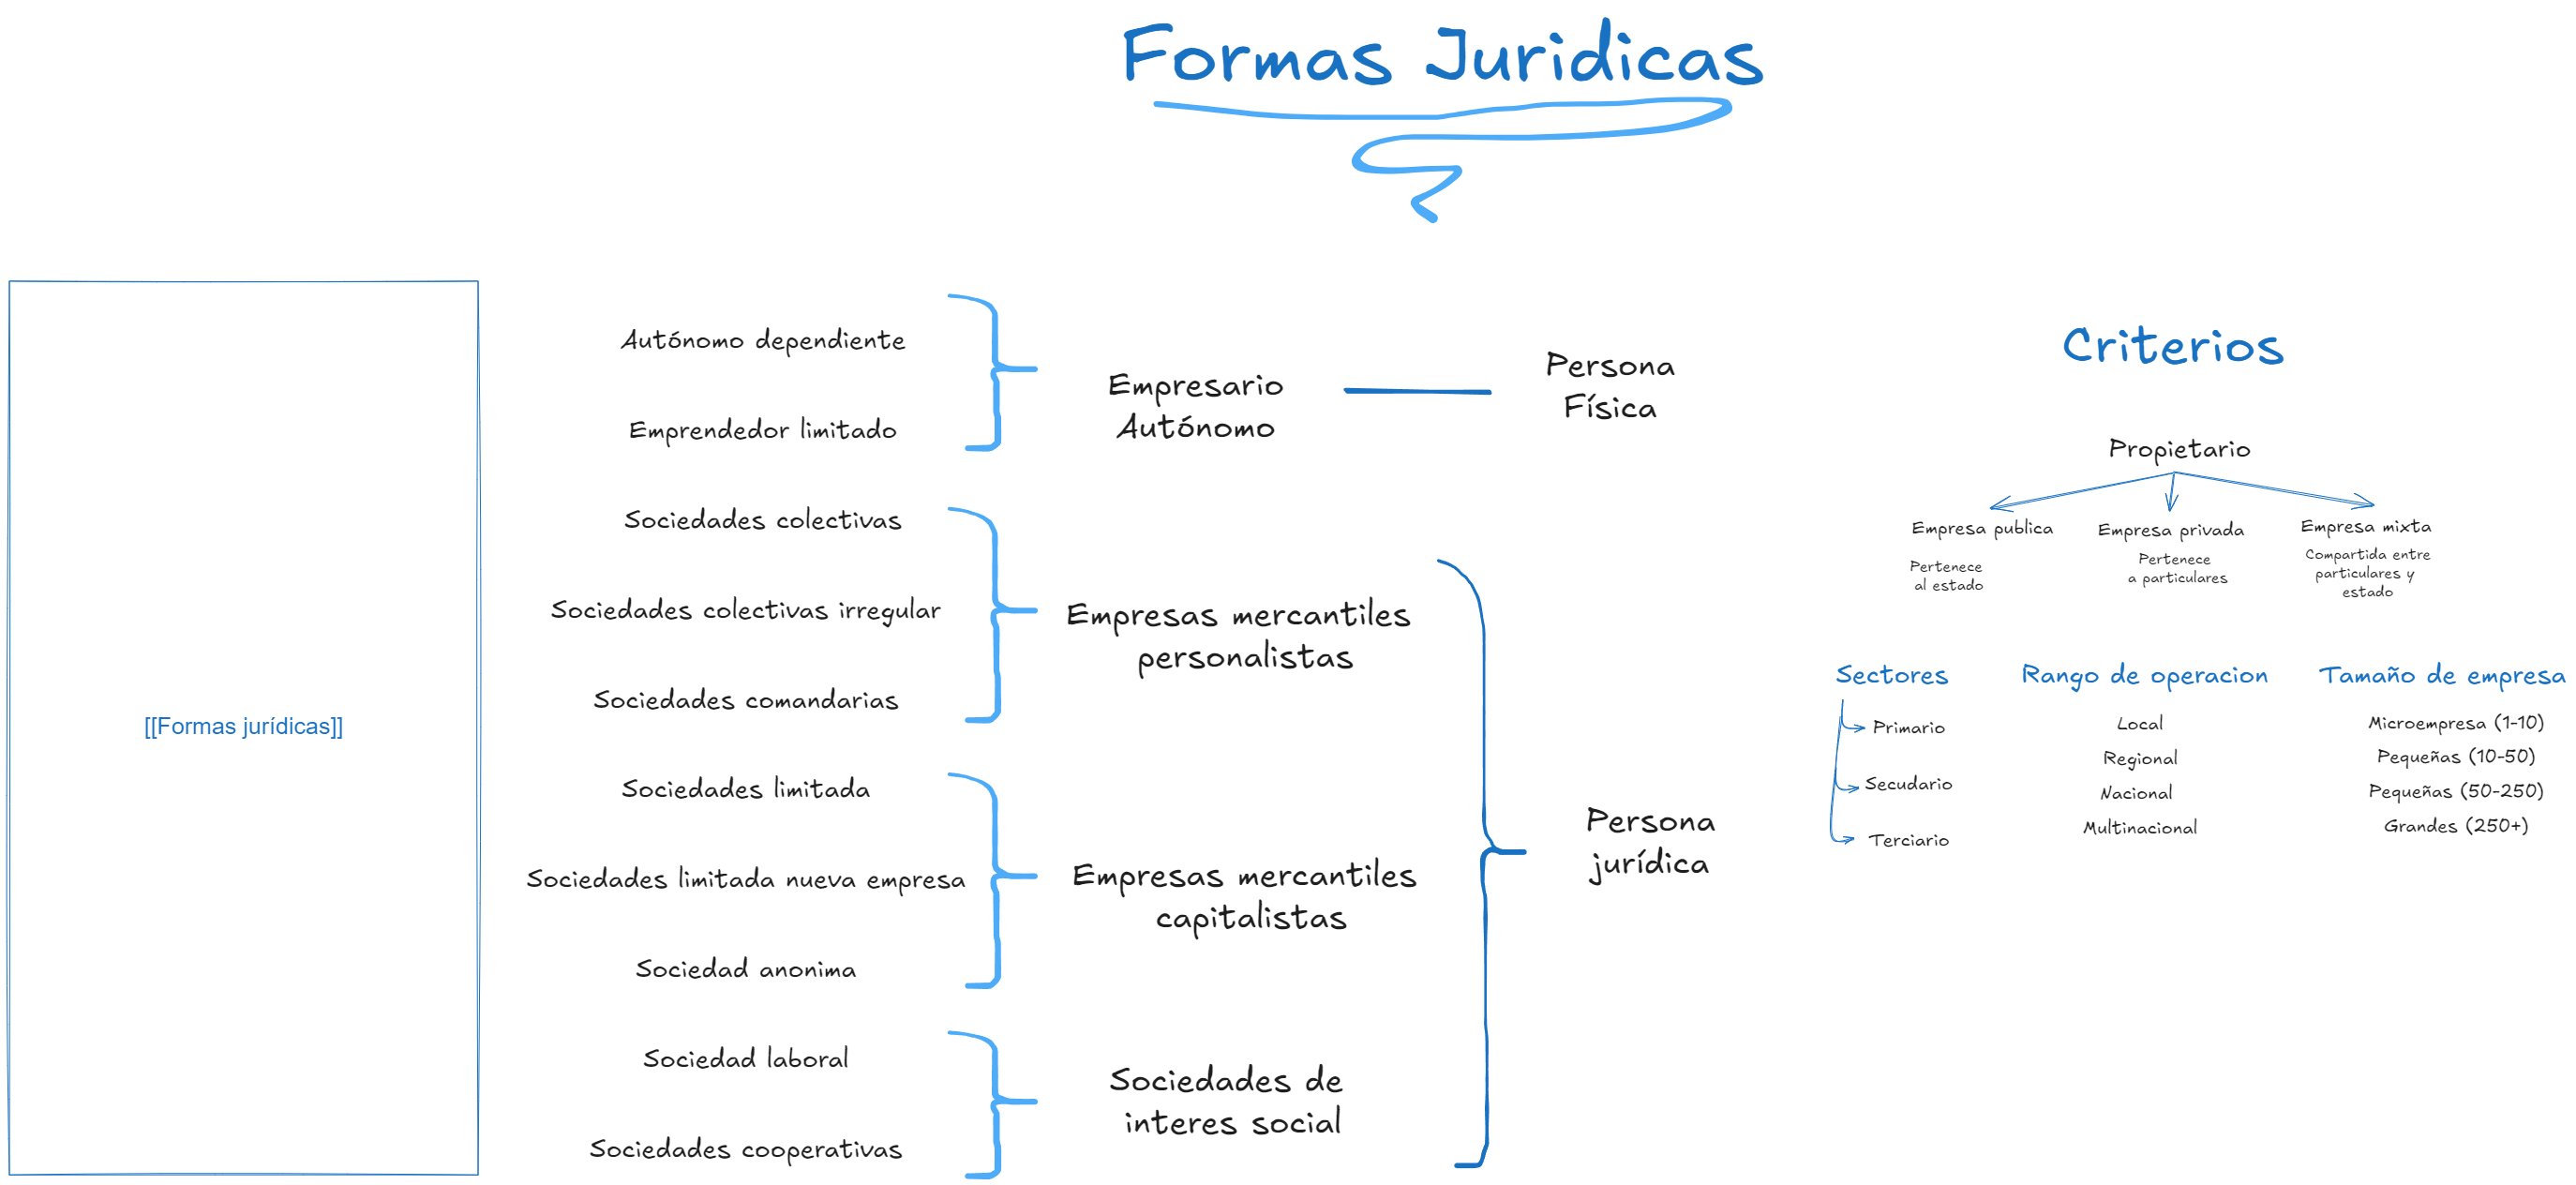 Formas Juridicas
[[Formas jurídicas]]
Autónomo dependiente
Emprendedor limitado
Empresario
Autónomo
Persona
Física
Sociedades colectivas
Sociedades colectivas irregular
Sociedades comandarias
Empresas mercantiles
personalistas
Sociedades limitada
Sociedades limitada nueva empresa
Sociedad anonima
Empresas mercantiles
capitalistas
Sociedad laboral
Sociedades cooperativas
Sociedades de
interes social
Persona
jurídica
Criterios
Propietario
Empresa publica
Pertenece
al estado
Empresa privada
Pertenece
a particulares
Empresa mixta
Compartida entre
particulares y
estado
Sectores
Primario
Secudario
Terciario
Rango de operacion
Local
Regional
Nacional
Multinacional
Tamaño de empresa
Microempresa (1-10)
Pequeñas (10-50)
Pequeñas (50-250)
Grandes (250+)